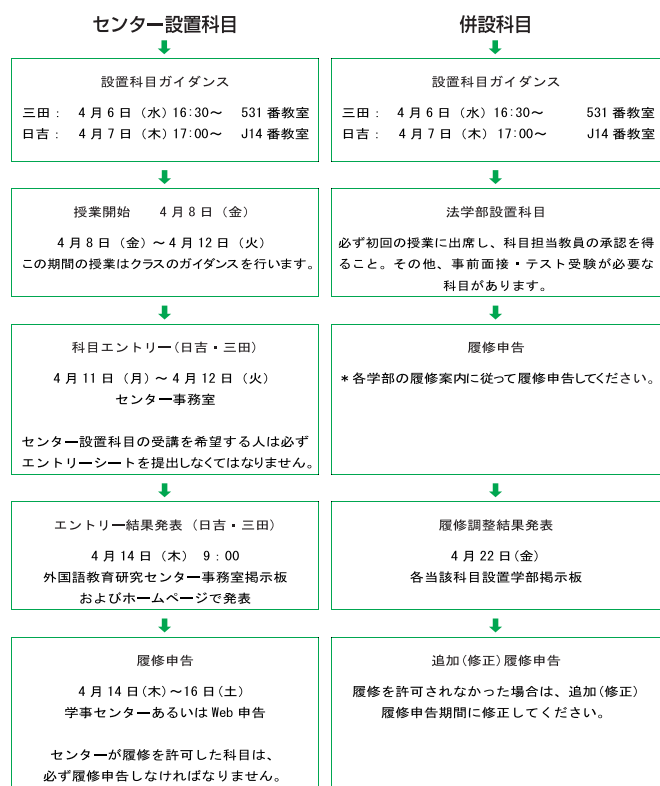 センター設置科目
設置科目ガイダンス
三田： 4月6日（水）16:30～ 531番教室
日吉： 4月7日（木）17:00～ J14番教室
授業開始 4月8日（金）
4月8日（金）～4月12日（火）
この期間の授業はクラスのガイダンスを行います。
科目エントリー（日吉・三田）
4月11日（月）～4月12日（火）
センター事務室
センター設置科目の受講を希望する人は必ず
エントリーシートを提出しなくてはなりません。
エントリー結果発表（日吉・三田）
4月14日（木） 9：00
外国語教育研究センター事務室掲示板
およびホームページで発表
履修申告
4月14日(木)～16日(土)
学事センターあるいはWeb申告
センターが履修を許可した科目は、
必ず履修申告しなければなりません。
併設科目
設置科目ガイダンス
三田： 4月6日（水）16:30～ 531番教室
日吉： 4月7日（木）17:00～ J14番教室
法学部設置科目
必ず初回の授業に出席し、科目担当教員の承認を得
ること。その他、事前面接・テスト受験が必要な
科目があります。
履修申告
＊各学部の履修案内に従って履修申告してください。
履修調整結果発表
4月22日(金)
各当該科目設置学部掲示板
追加(修正)履修申告
履修を許可されなかった場合は、追加(修正)
履修申告期間に修正してください。